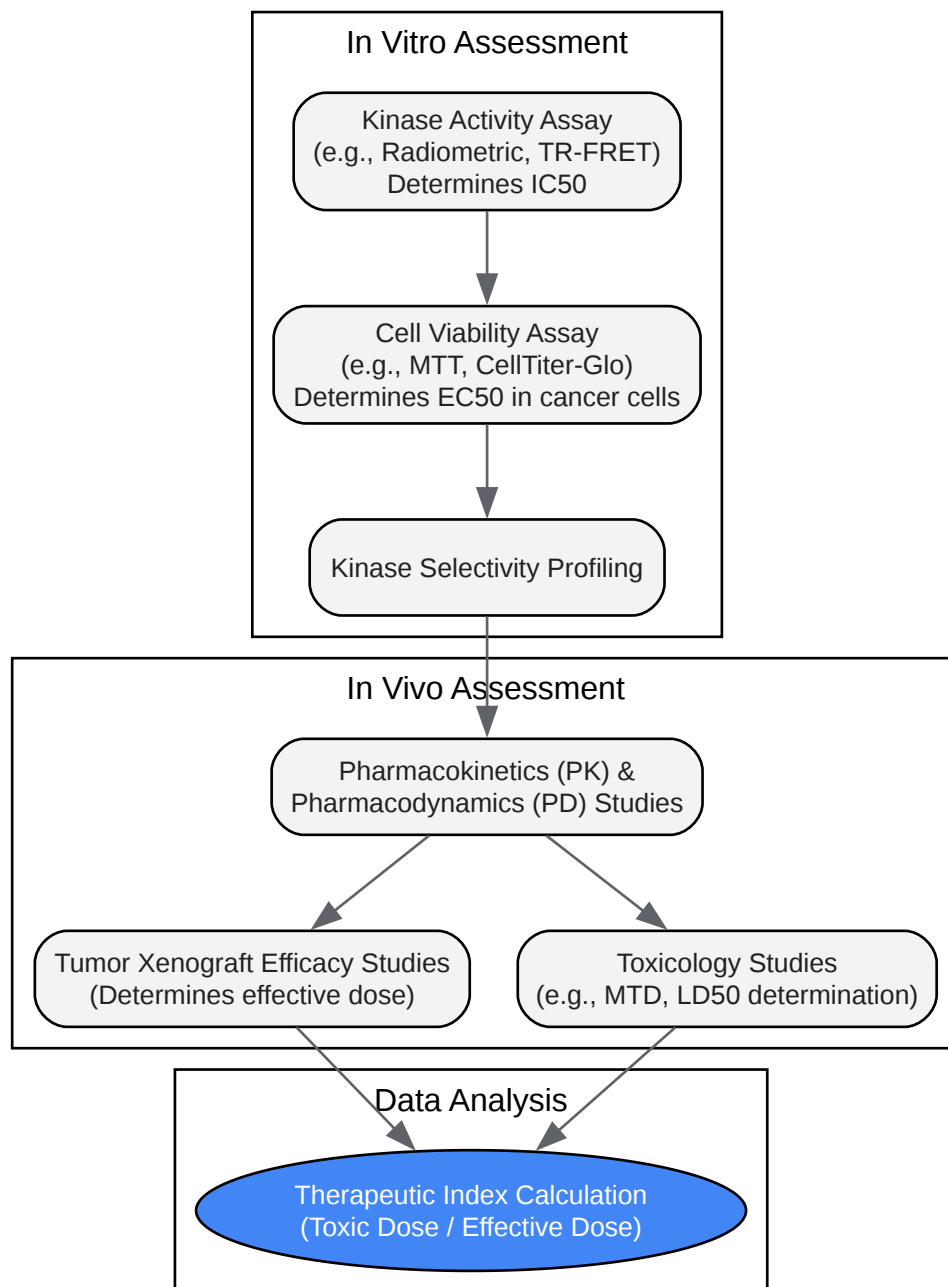 In Vitro Assessment
Kinase Activity Assay
(e.g., Radiometric, TR-FRET)
Determines IC50
Cell Viability Assay
(e.g., MTT, CellTiter-Glo)
Determines EC50 in cancer cells
Kinase Selectivity Profiling
In Vivo Assessment
Pharmacokinetics (PK) &
Pharmacodynamics (PD) Studies
Tumor Xenograft Efficacy Studies
(Determines effective dose)
Toxicology Studies
(e.g., MTD, LD50 determination)
Data Analysis
Therapeutic Index Calculation
(Toxic Dose / Effective Dose)